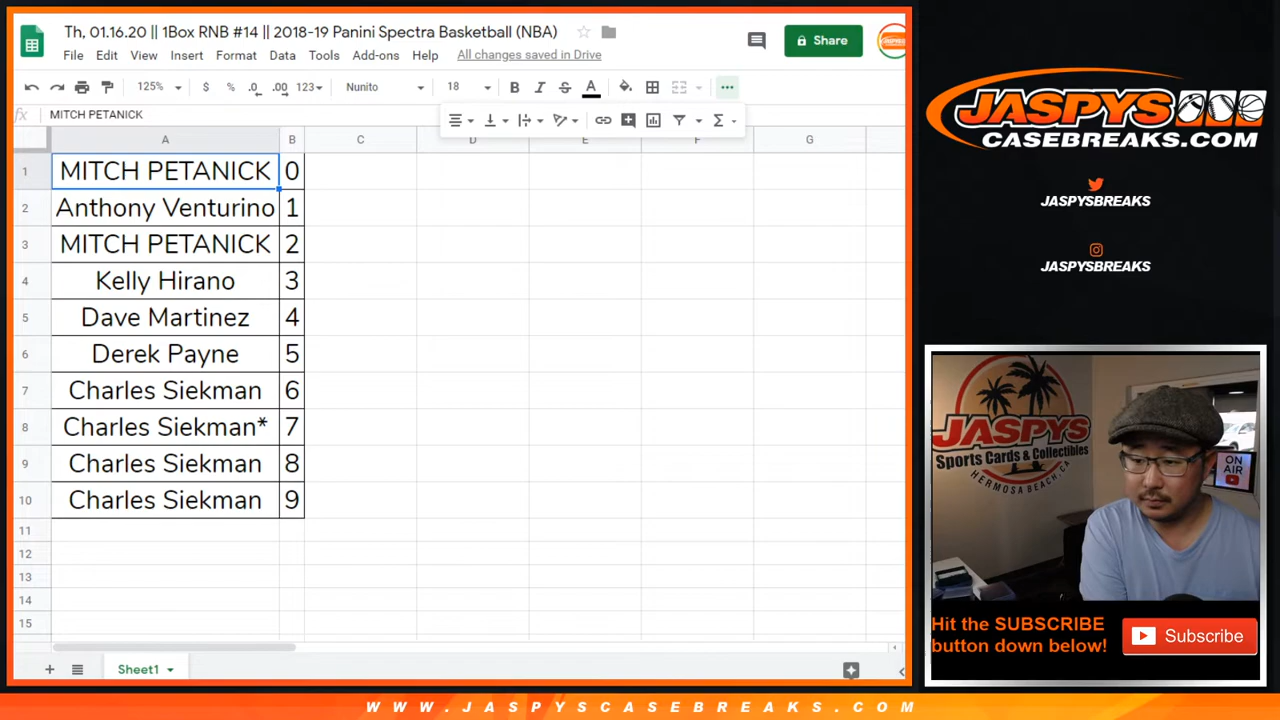 Th, 01.16.20 || 1Box RNB #14 || 2018-19 Panini Spectra Basketball (NBA)
File Edit View Insert Format Data Tools Add-ons Help All changes saved in Drive
Share
125% $ % .0 .00 123 Nunito 18 B I S A
fx MITCH PETANICK
A B C D E F G
1 MITCH PETANICK 0
2 Anthony Venturino 1
3 MITCH PETANICK 2
4 Kelly Hirano 3
5 Dave Martinez 4
6 Derek Payne 5
7 Charles Siekman 6
8 Charles Siekman* 7
9 Charles Siekman 8
10 Charles Siekman 9
11
12
13
14
15
Sheet1
JASPYS
CASEBREAKS.COM
JASPYSBREAKS
JASPYSBREAKS
JASPYS
Sports Cards & Collectibles
HERMOSA BEACH, CA
ON
AIR
Hit the SUBSCRIBE
button down below!
Subscribe
WWW.JASPYSCASEBREAKS.COM